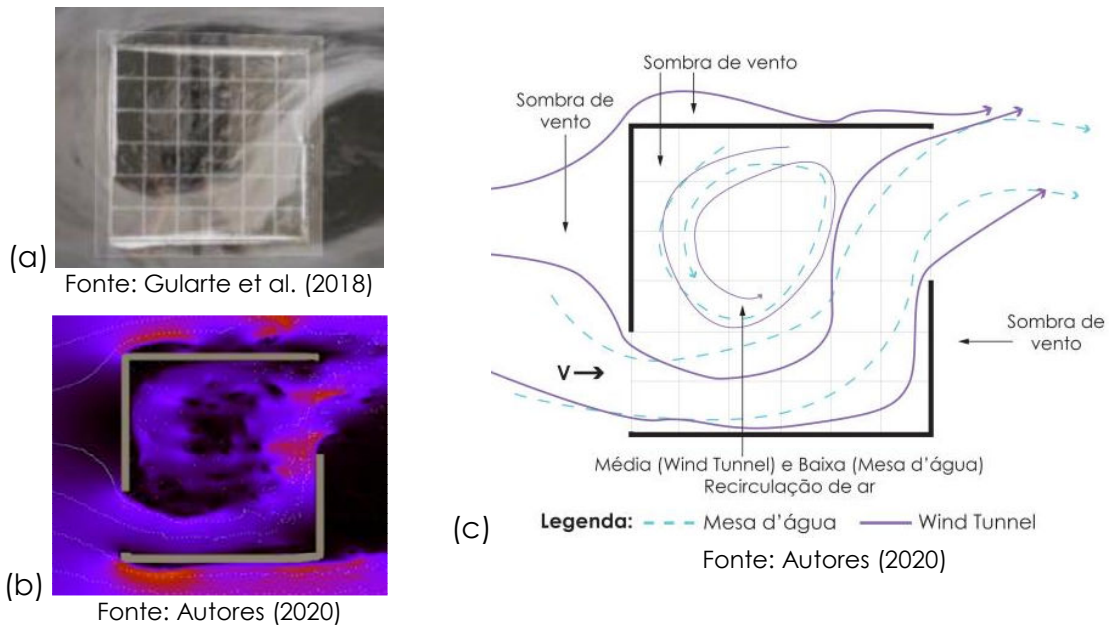 (a)
Fonte: Gularte et al. (2018)
(b)
Fonte: Autores (2020)
Sombra de vento
Sombra de
vento
V
Sombra de
vento
Média (Wind Tunnel) e Baixa (Mesa d'água)
Recirculação de ar
(c)
Legenda: Mesa d'água Wind Tunnel
Fonte: Autores (2020)